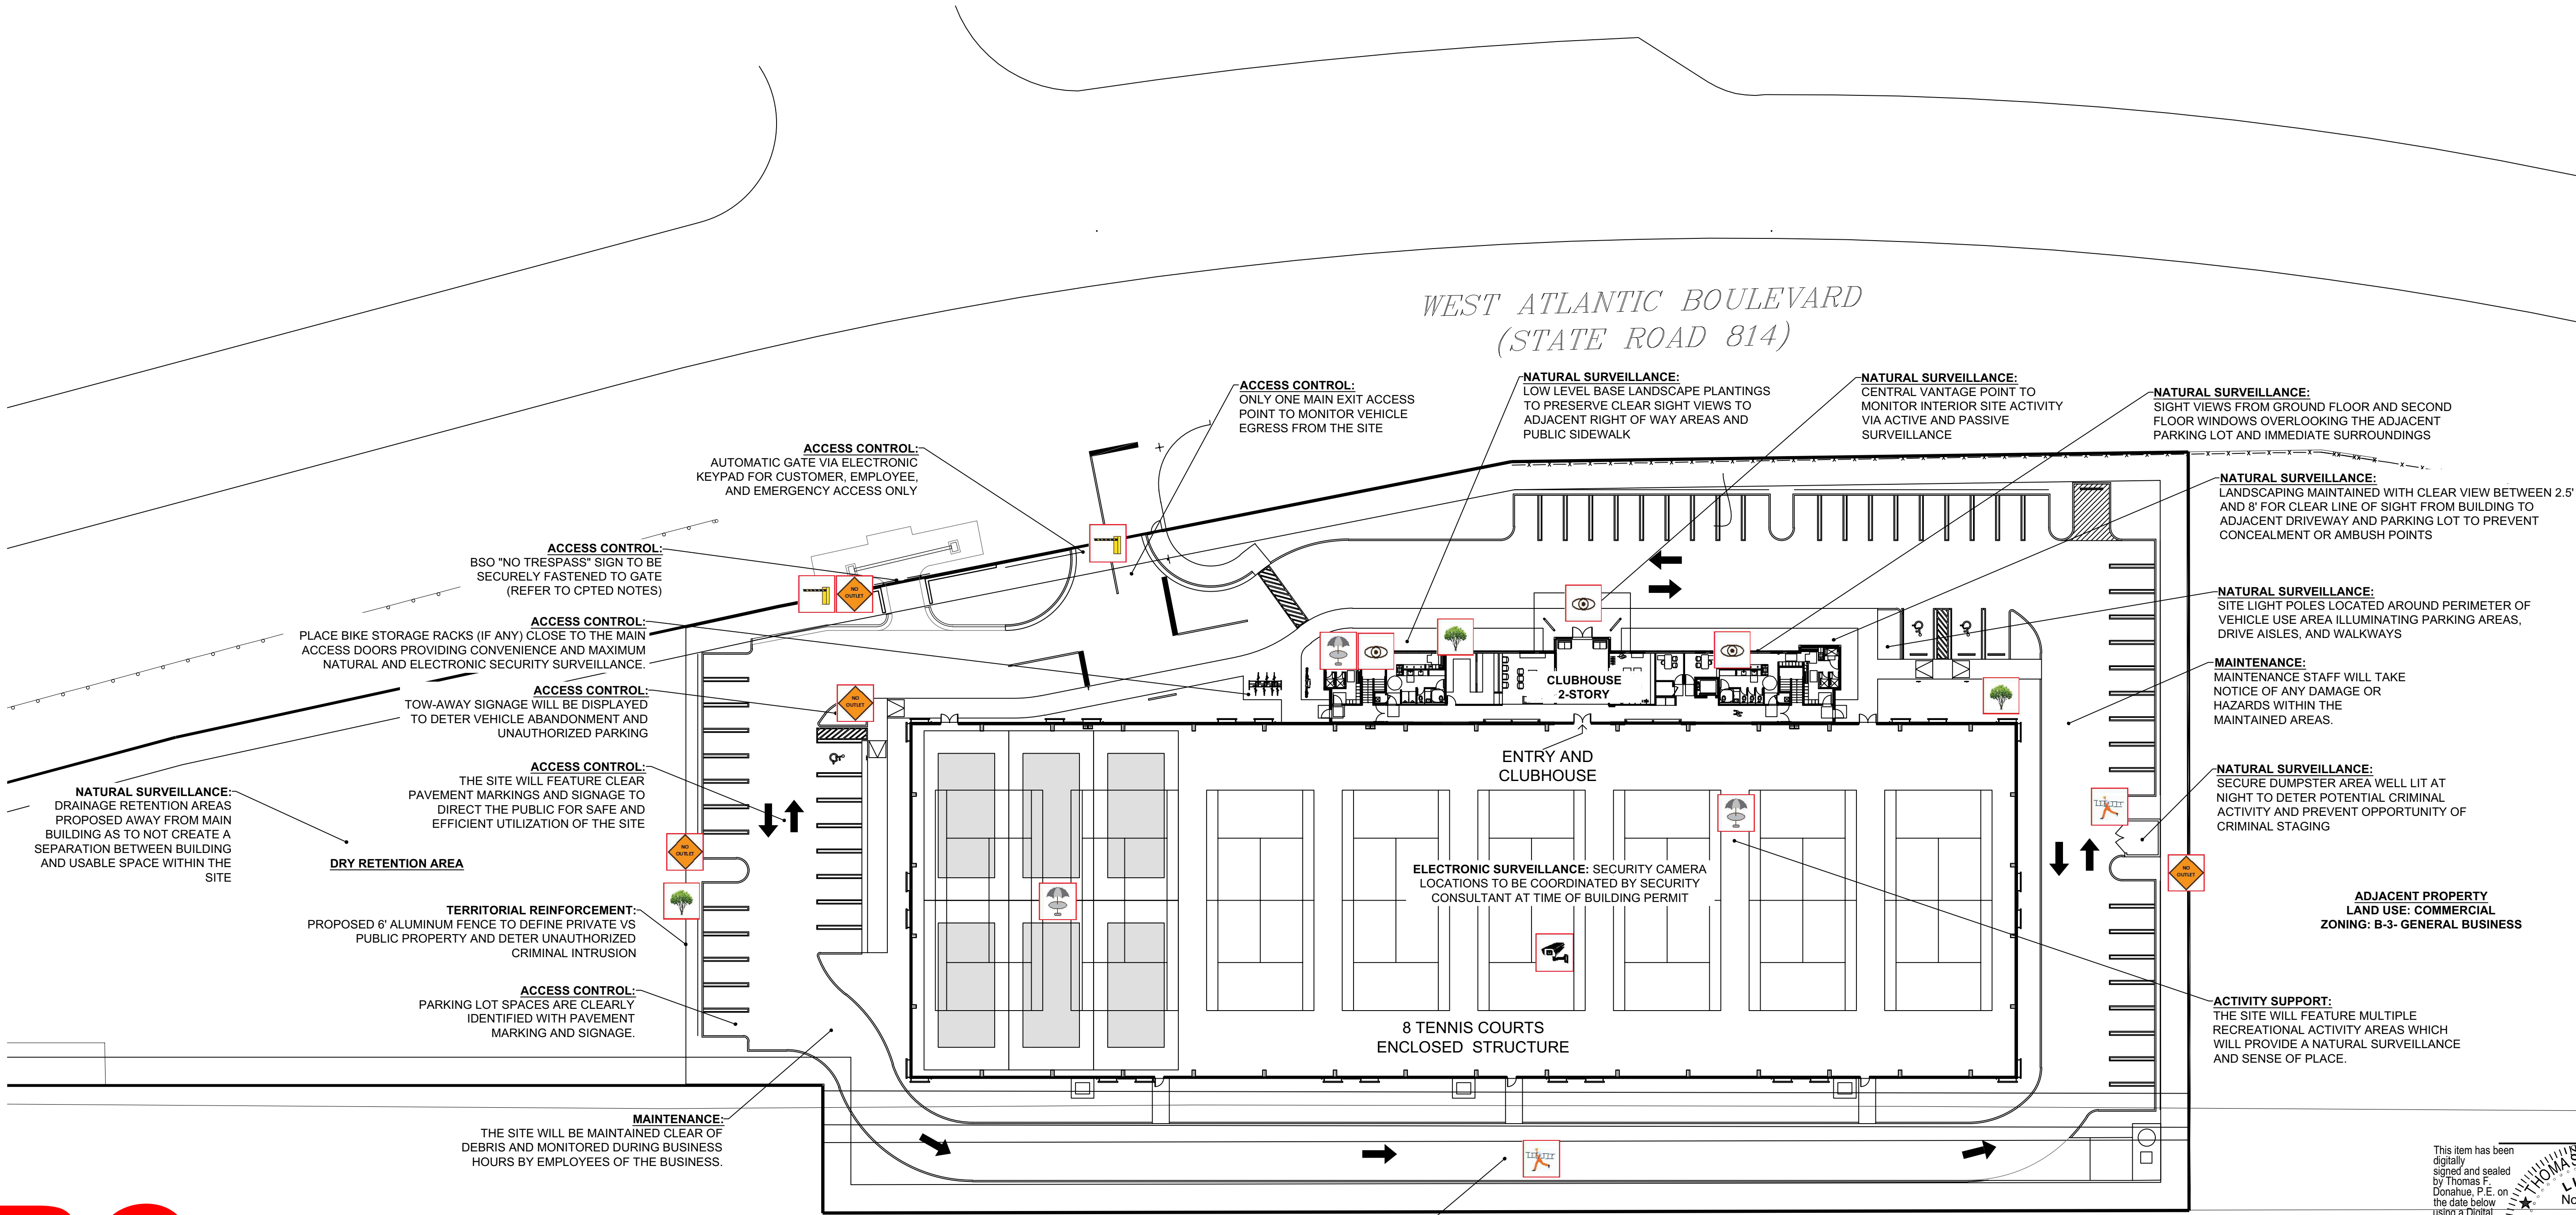 WEST ATLANTIC BOULEVARD
(STATE ROAD 814)
ACCESS CONTROL:
ONLY ONE MAIN EXIT ACCESS
POINT TO MONITOR VEHICLE
EGRESS FROM THE SITE
NATURAL SURVEILLANCE:
LOW LEVEL BASE LANDSCAPE PLANTINGS
TO PRESERVE CLEAR SIGHT VIEWS TO
ADJACENT RIGHT OF WAY AREAS AND
PUBLIC SIDEWALK
NATURAL SURVEILLANCE:
CENTRAL VANTAGE POINT TO
MONITOR INTERIOR SITE ACTIVITY
VIA ACTIVE AND PASSIVE
SURVEILLANCE
NATURAL SURVEILLANCE:
SIGHT VIEWS FROM GROUND FLOOR AND SECOND
FLOOR WINDOWS OVERLOOKING THE ADJACENT
PARKING LOT AND IMMEDIATE SURROUNDINGS
ACCESS CONTROL:
AUTOMATIC GATE VIA ELECTRONIC
KEYPAD FOR CUSTOMER, EMPLOYEE,
AND EMERGENCY ACCESS ONLY
NATURAL SURVEILLANCE:
LANDSCAPING MAINTAINED WITH CLEAR VIEW BETWEEN 2.5'
AND 8' FOR CLEAR LINE OF SIGHT FROM BUILDING TO
ADJACENT DRIVEWAY AND PARKING LOT TO PREVENT
CONCEALMENT OR AMBUSH POINTS
ACCESS CONTROL:
BSO "NO TRESPASS" SIGN TO BE
SECURELY FASTENED TO GATE
(REFER TO CPTED NOTES)
NO
OUTLET
NATURAL SURVEILLANCE:
SITE LIGHT POLES LOCATED AROUND PERIMETER OF
VEHICLE USE AREA ILLUMINATING PARKING AREAS,
DRIVE AISLES, AND WALKWAYS
ACCESS CONTROL:
PLACE BIKE STORAGE RACKS (IF ANY) CLOSE TO THE MAIN
ACCESS DOORS PROVIDING CONVENIENCE AND MAXIMUM
NATURAL AND ELECTRONIC SECURITY SURVEILLANCE.
MAINTENANCE:
MAINTENANCE STAFF WILL TAKE
NOTICE OF ANY DAMAGE OR
HAZARDS WITHIN THE
MAINTAINED AREAS.
CLUBHOUSE
2-STORY
ACCESS CONTROL:
TOW-AWAY SIGNAGE WILL BE DISPLAYED
TO DETER VEHICLE ABANDONMENT AND
UNAUTHORIZED PARKING
NO
OUTLET
ENTRY AND
CLUBHOUSE
ACCESS CONTROL:
THE SITE WILL FEATURE CLEAR
PAVEMENT MARKINGS AND SIGNAGE TO
DIRECT THE PUBLIC FOR SAFE AND
EFFICIENT UTILIZATION OF THE SITE
NATURAL SURVEILLANCE:
SECURE DUMPSTER AREA WELL LIT AT
NIGHT TO DETER POTENTIAL CRIMINAL
ACTIVITY AND PREVENT OPPORTUNITY OF
CRIMINAL STAGING
NATURAL SURVEILLANCE:
DRAINAGE RETENTION AREAS
PROPOSED AWAY FROM MAIN
BUILDING AS TO NOT CREATE A
SEPARATION BETWEEN BUILDING
AND USABLE SPACE WITHIN THE
SITE
DRY RETENTION AREA
NO
OUTLET
ELECTRONIC SURVEILLANCE: SECURITY CAMERA
LOCATIONS TO BE COORDINATED BY SECURITY
CONSULTANT AT TIME OF BUILDING PERMIT
NO
OUTLET
ADJACENT PROPERTY
LAND USE: COMMERCIAL
ZONING: B-3- GENERAL BUSINESS
TERRITORIAL REINFORCEMENT:
PROPOSED 6' ALUMINUM FENCE TO DEFINE PRIVATE VS
PUBLIC PROPERTY AND DETER UNAUTHORIZED
CRIMINAL INTRUSION
ACCESS CONTROL:
PARKING LOT SPACES ARE CLEARLY
IDENTIFIED WITH PAVEMENT
MARKING AND SIGNAGE.
8 TENNIS COURTS
ENCLOSED STRUCTURE
ACTIVITY SUPPORT:
THE SITE WILL FEATURE MULTIPLE
RECREATIONAL ACTIVITY AREAS WHICH
WILL PROVIDE A NATURAL SURVEILLANCE
AND SENSE OF PLACE.
MAINTENANCE:
THE SITE WILL BE MAINTAINED CLEAR OF
DEBRIS AND MONITORED DURING BUSINESS
HOURS BY EMPLOYEES OF THE BUSINESS.
This item has been
digitally
signed and sealed
by Thomas F.
Donahue, P.E. on
the date below
using a Digital
THOMAS